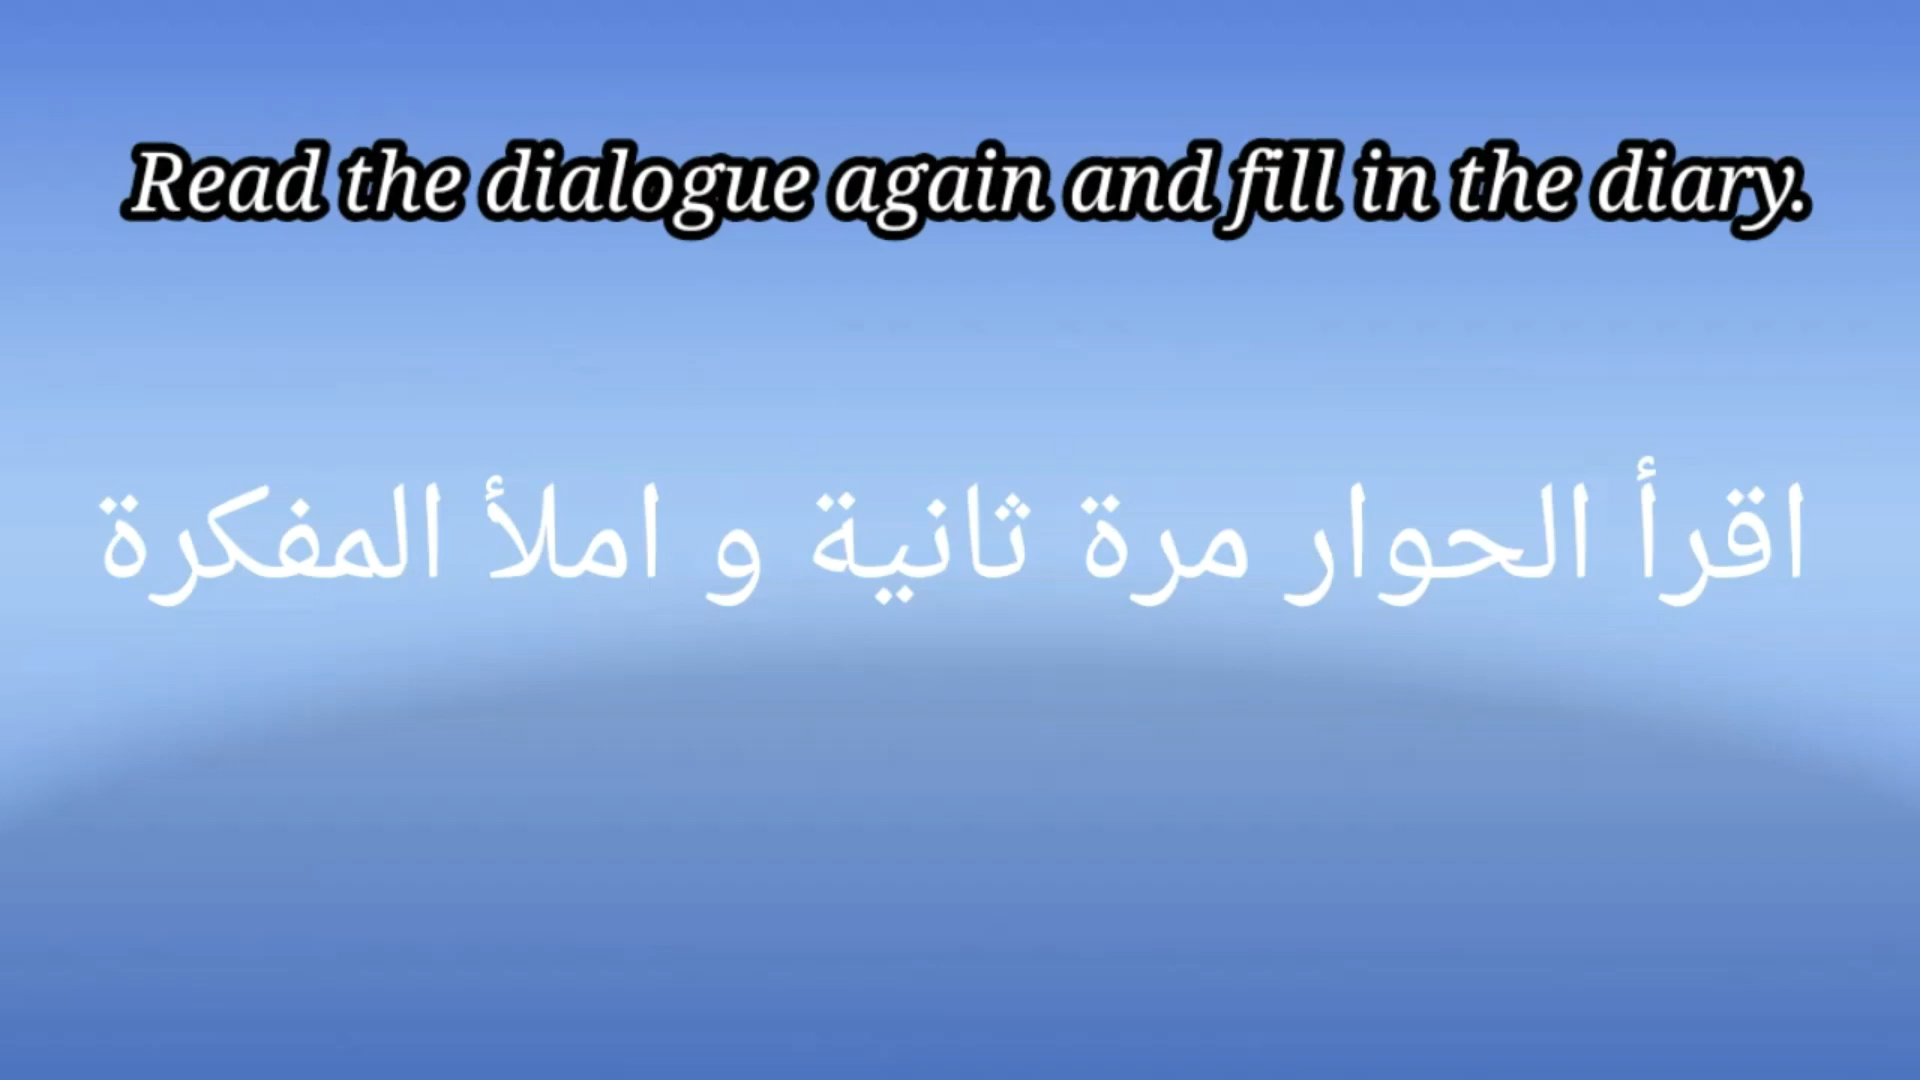 Read the dialogue again and fill in the diary.
اقرأ الحوار مرة ثانية و املأ المفكرة